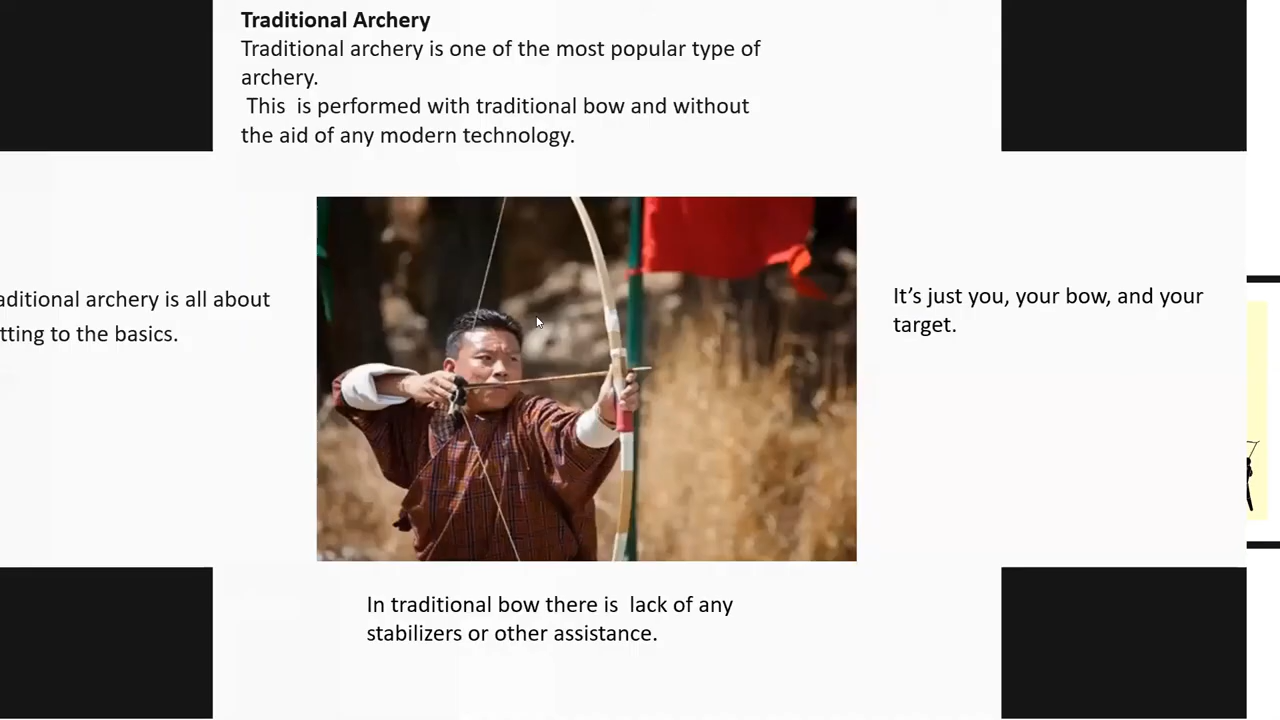 Traditional Archery
Traditional archery is one of the most popular type of
archery.
This is performed with traditional bow and without
the aid of any modern technology.
archery is all about
to the basics.
It's just you, your bow, and your
target.
In traditional bow there is lack of any
stabilizers or other assistance.